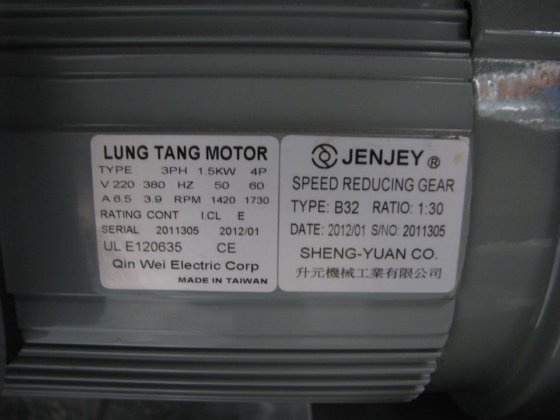 LUNG TANG MOTOR
TYPE 3PH 1.5KW 4P
V 220 380 HZ 50 60
A 6.5 3.9 RPM 1420 1730
RATING CONT I.CL E
SERIAL 2011305 2012/01
UL E120635 CE
Qin Wei Electric Corp
MADE IN TAIWAN
JENJEY®
SPEED REDUCING GEAR
TYPE: B32 RATIO: 1:30
DATE: 2012/01 S/NO: 2011305
SHENG-YUAN CO.
升元機械工業有限公司